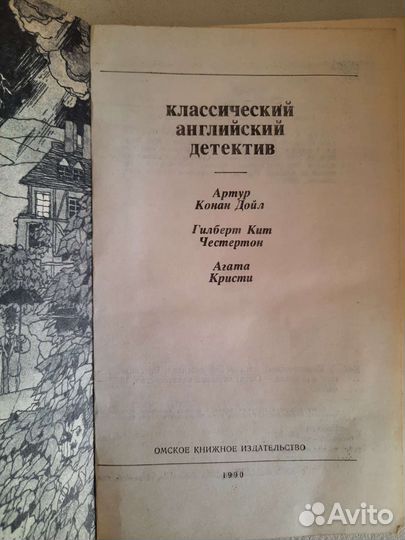 классический
английский
детектив
Артур
Конан Дойл
Гилберт Кит
Честертон
Агата
Кристи
ОМСКОЕ КНИЖНОЕ ИЗДАТЕЛЬСТВО
1990
Avito